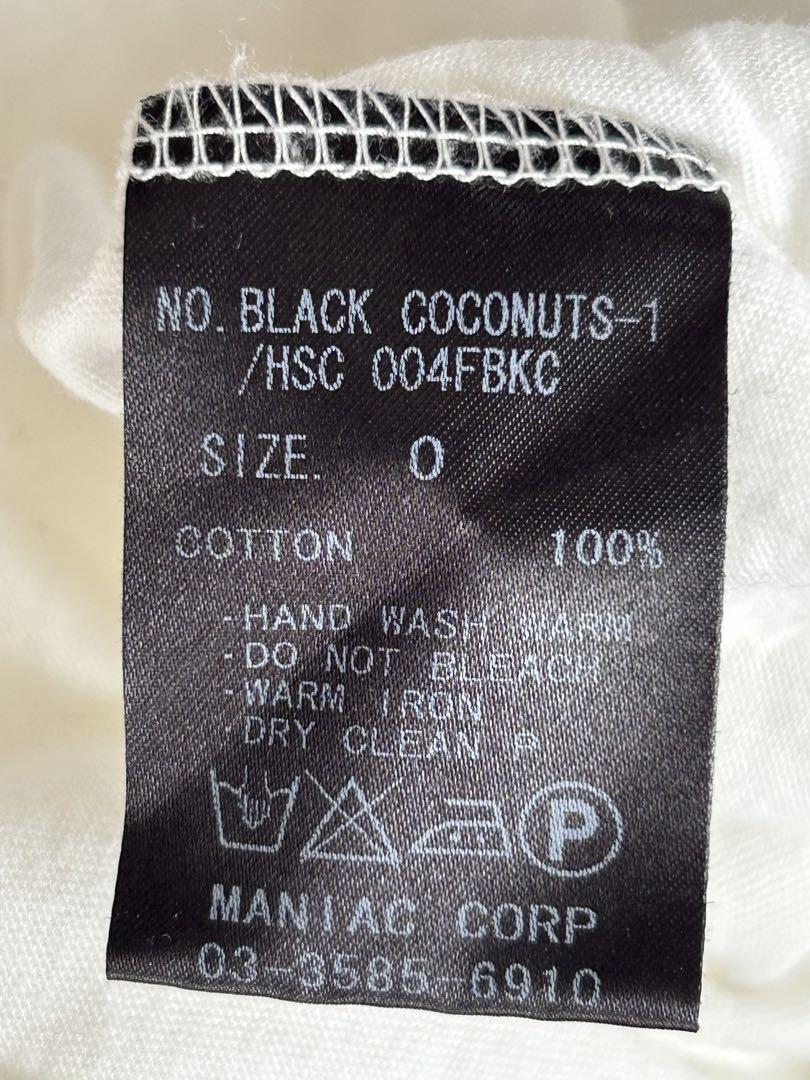 NO. BLACK COCONUTS-1
/HSC 004FBKC
SIZE. 0
COTTON 100%
-HAND WASH WARM
-DO NOT BLEACH
-WARM IRON
DRY CLEAN P
P
MANIAC CORP
03-3585-6910